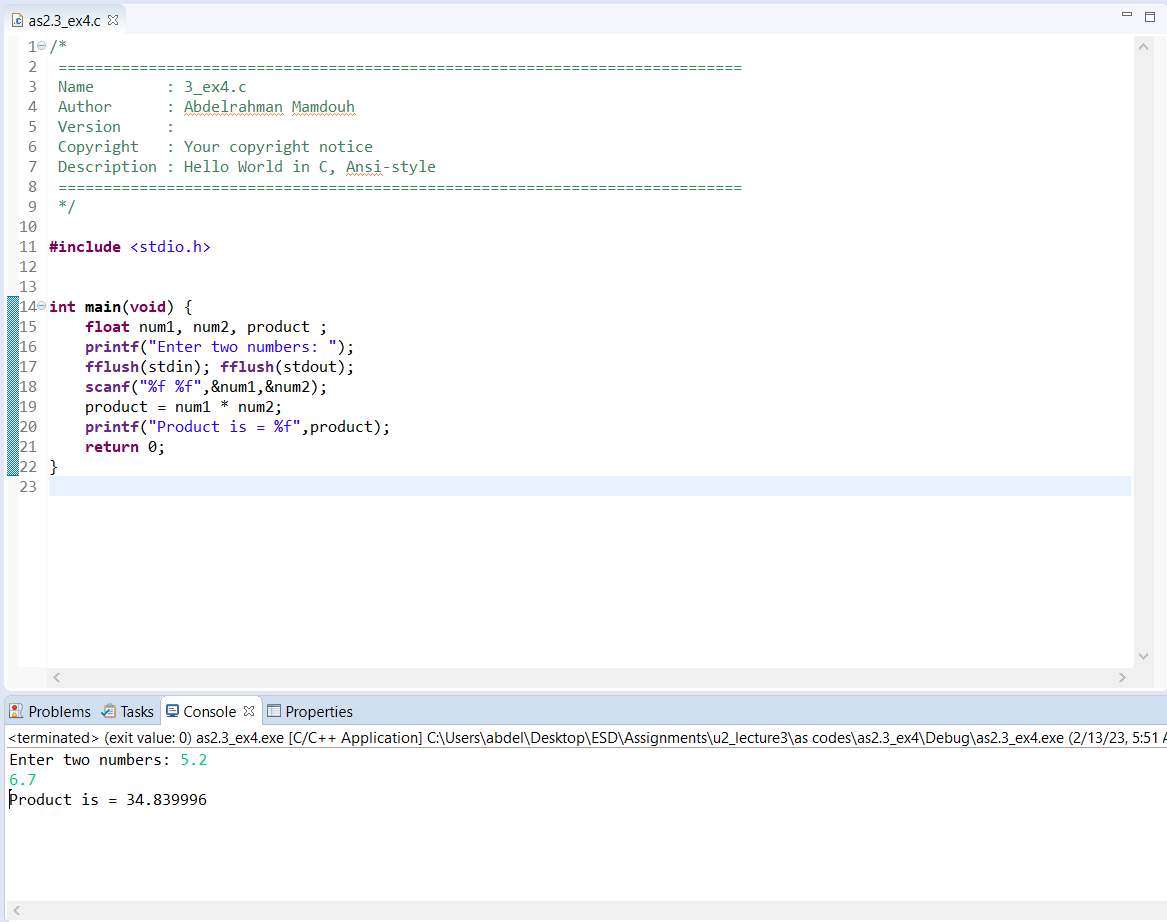 as2.3_ex4.c
1 /*
2 ============================================================================
3 Name        : 3_ex4.c
4 Author      : Abdelrahman Mamdouh
5 Version     :
6 Copyright   : Your copyright notice
7 Description : Hello World in C, Ansi-style
8 ============================================================================
9 */
10
11 #include <stdio.h>
12
13
14 int main(void) {
15     float num1, num2, product ;
16     printf("Enter two numbers: ");
17     fflush(stdin); fflush(stdout);
18     scanf("%f %f",&num1,&num2);
19     product = num1 * num2;
20     printf("Product is = %f",product);
21     return 0;
22 }
23
Problems Tasks Console Properties
<terminated> (exit value: 0) as2.3_ex4.exe [C/C++ Application] C:\Users\abdel\Desktop\ESD\Assignments\u2_lecture3\as codes\as2.3_ex4\Debug\as2.3_ex4.exe (2/13/23, 5:51 A
Enter two numbers: 5.2
6.7
Product is = 34.839996